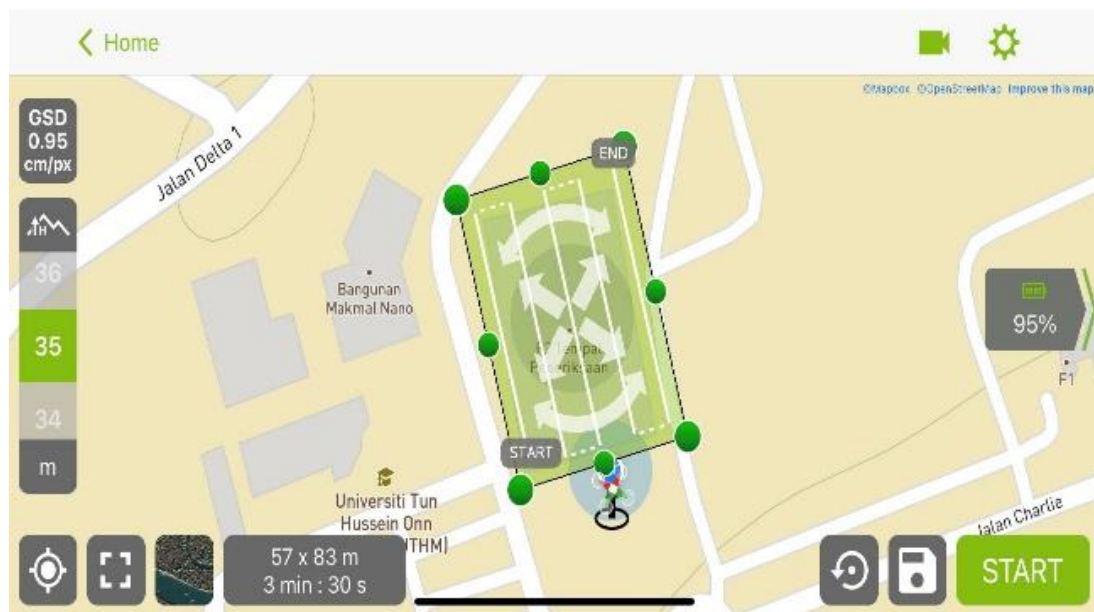 Home
©Mapbox ©OpenStreetMap Improve this map
GSD
0.95
cm/px
Jalan Delta 1
END
36
Bangunan
Makmal Nano
35
95%
F1
34
m
START
Universiti Tun
Hussein Onn
Jalan Charlie
57 x 83 m
3 min : 30 s
START